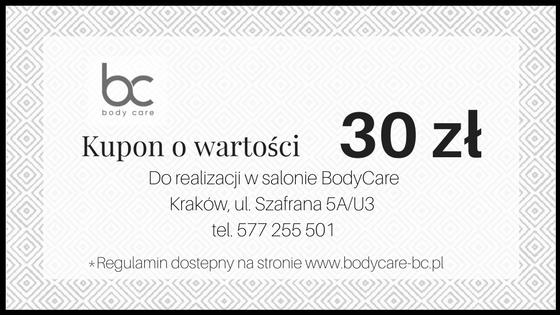 bc
body care
Kupon o wartości 30 zł
Do realizacji w salonie BodyCare
Kraków, ul. Szafrana 5A/U3
tel. 577 255 501
*Regulamin dostepny na stronie www.bodycare-bc.pl